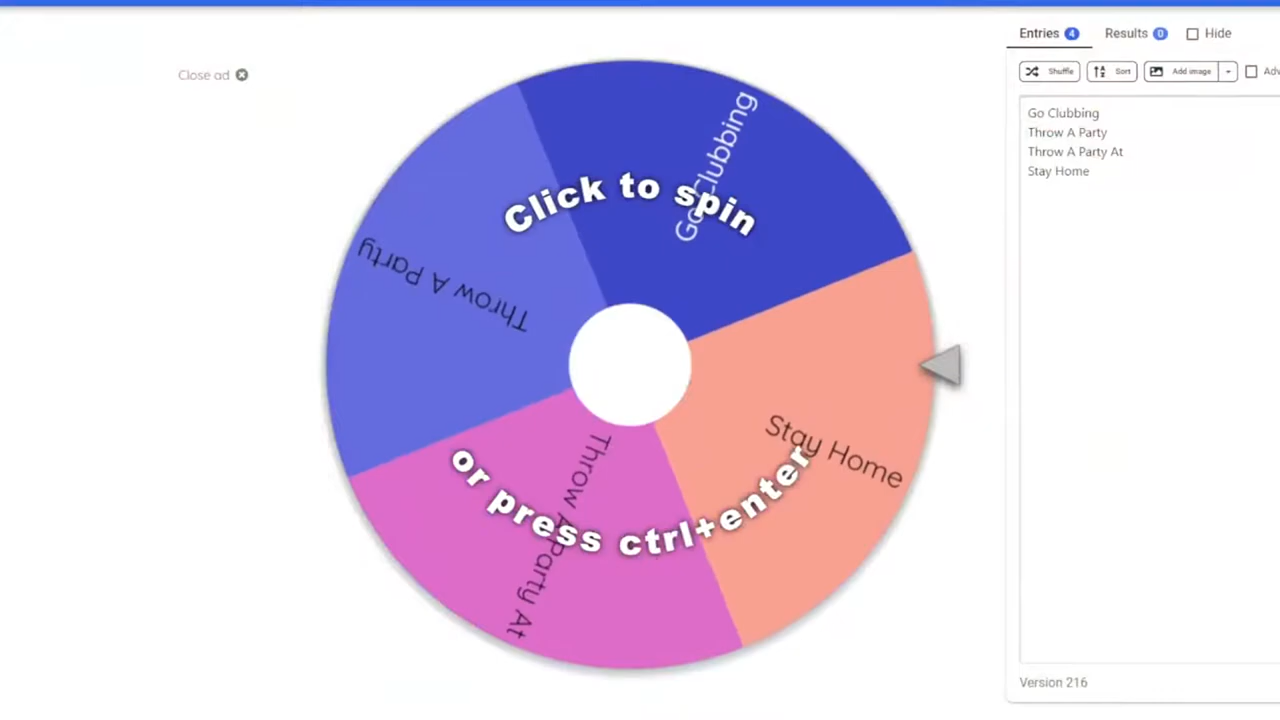 Entries 4 Results 0 Hide
Close ad
Shuffle Sort Add image
Go Clubbing
Throw A Party
Throw A Party At
Stay Home
Go Clubbing
Click to spin
Throw A Party
Stay Home
Throw A Party At
or press ctrl+enter
Version 216